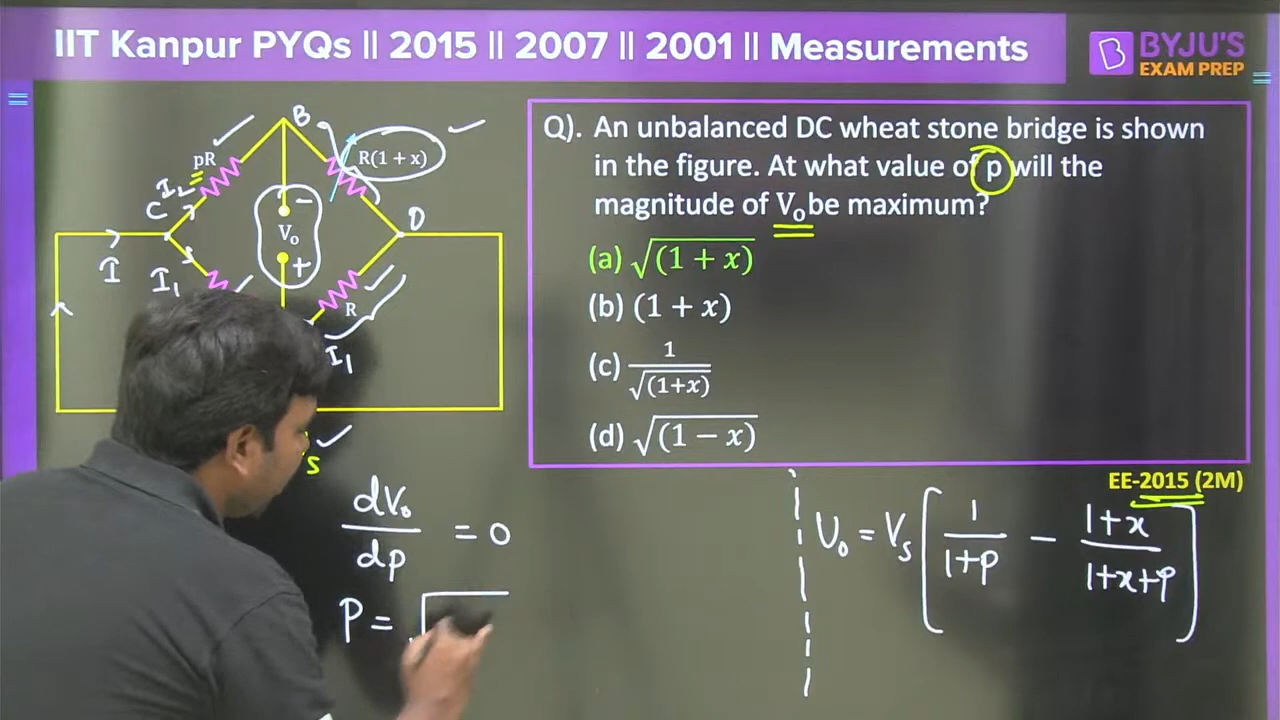 IIT Kanpur PYQs || 2015 || 2007 || 2001 || Measurements
BYJU'S
EXAM PREP
B
pR
R(1 + x)
I₂
C
D
V₀
-
+
I
I₁
R
I₁
s
Q). An unbalanced DC wheat stone bridge is shown
in the figure. At what value of p will the
magnitude of V₀ be maximum?
(a) √(1 + x)
(b) (1 + x)
(c) 1/√(1+x)
(d) √(1 − x)
EE-2015 (2M)
dV₀/dp = 0
P = √
V₀ = Vs [1/(1+p) − (1+x)/(1+x+p)]